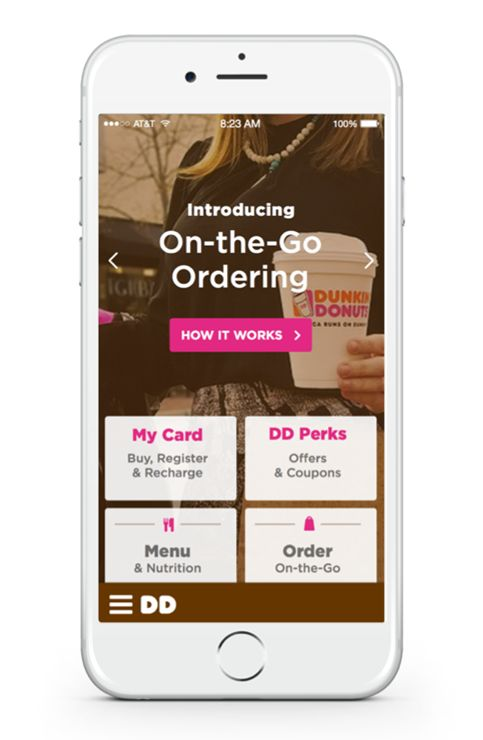 AT&T 8:23 AM 100%
Introducing
On-the-Go
Ordering
DUNKIN'
DONUTS
HOW IT WORKS
My Card
Buy, Register
& Recharge
DD Perks
Offers
& Coupons
Menu
& Nutrition
Order
On-the-Go
DD